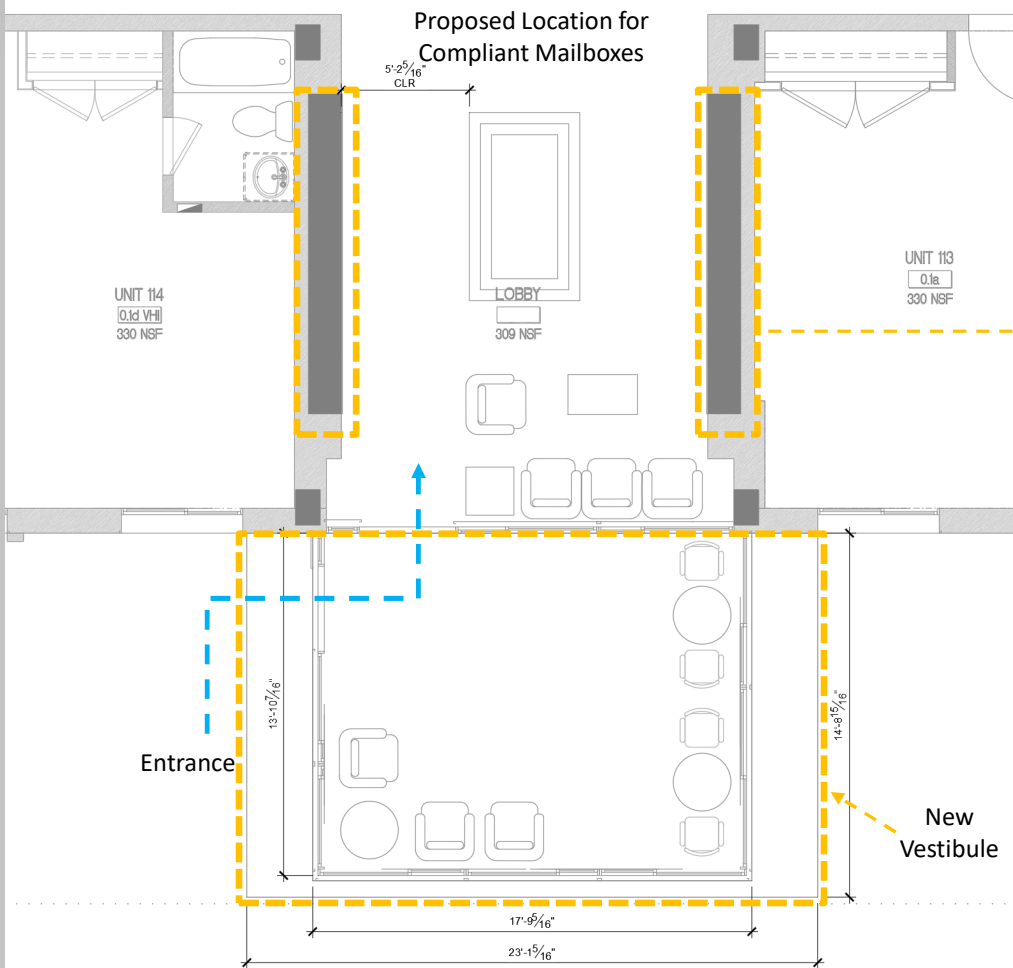 Proposed Location for
Compliant Mailboxes
5'-2 5/16"
CLR
UNIT 114
0.1d VHI
330 NSF
LOBBY
309 NSF
UNIT 113
0.1a
330 NSF
13'-10 7/16"
14'-8 15/16"
Entrance
New
Vestibule
17'-9 5/16"
23'-1 5/16"